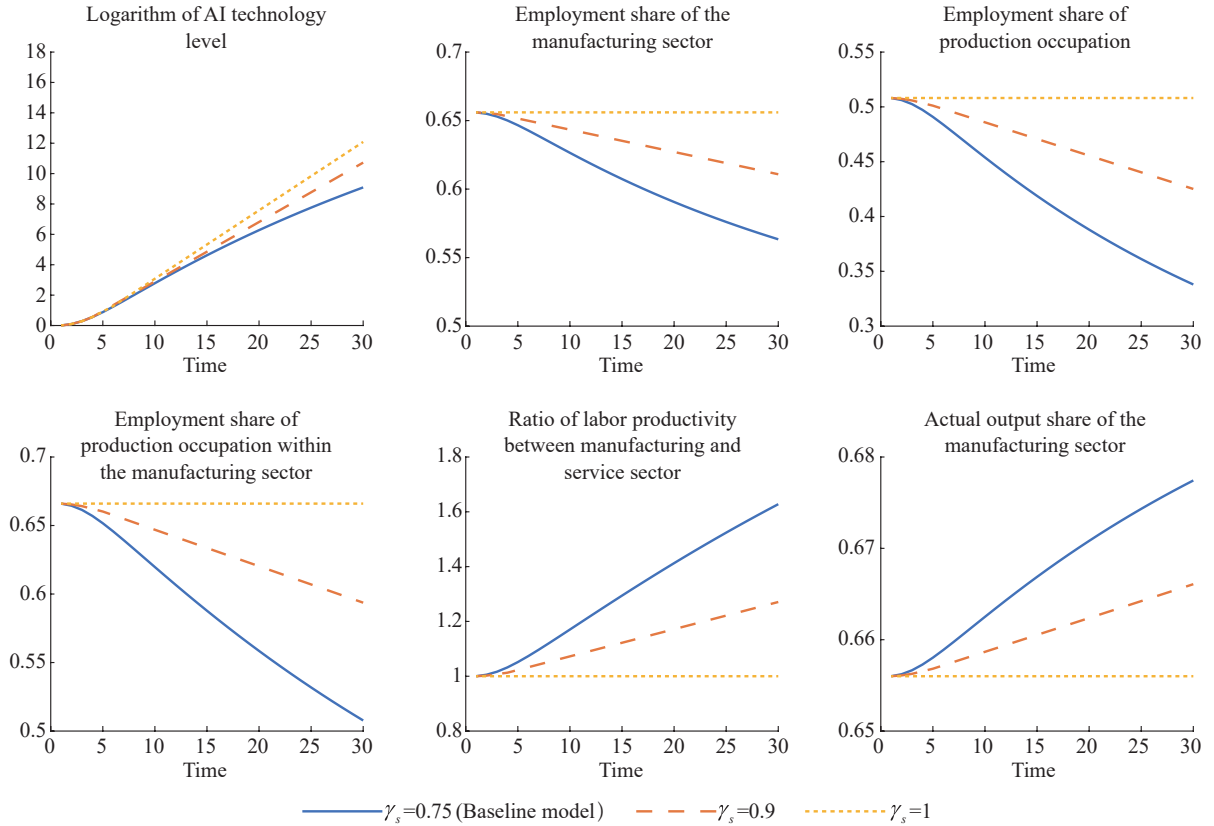 Logarithm of AI technology
level
18
16
14
12
10
8
6
4
2
0
0 5 10 15 20 25 30
Time
Employment share of the
manufacturing sector
0.7
0.65
0.6
0.55
0.5
0 5 10 15 20 25 30
Time
Employment share of
production occupation
0.55
0.5
0.45
0.4
0.35
0.3
0 5 10 15 20 25 30
Time
Employment share of
production occupation within
the manufacturing sector
0.7
0.65
0.6
0.55
0.5
0 5 10 15 20 25 30
Time
Ratio of labor productivity
between manufacturing and
service sector
1.8
1.6
1.4
1.2
1
0.8
0 5 10 15 20 25 30
Time
Actual output share of the
manufacturing sector
0.68
0.67
0.66
0.65
0 5 10 15 20 25 30
Time
γs=0.75 (Baseline model) γs=0.9 γs=1